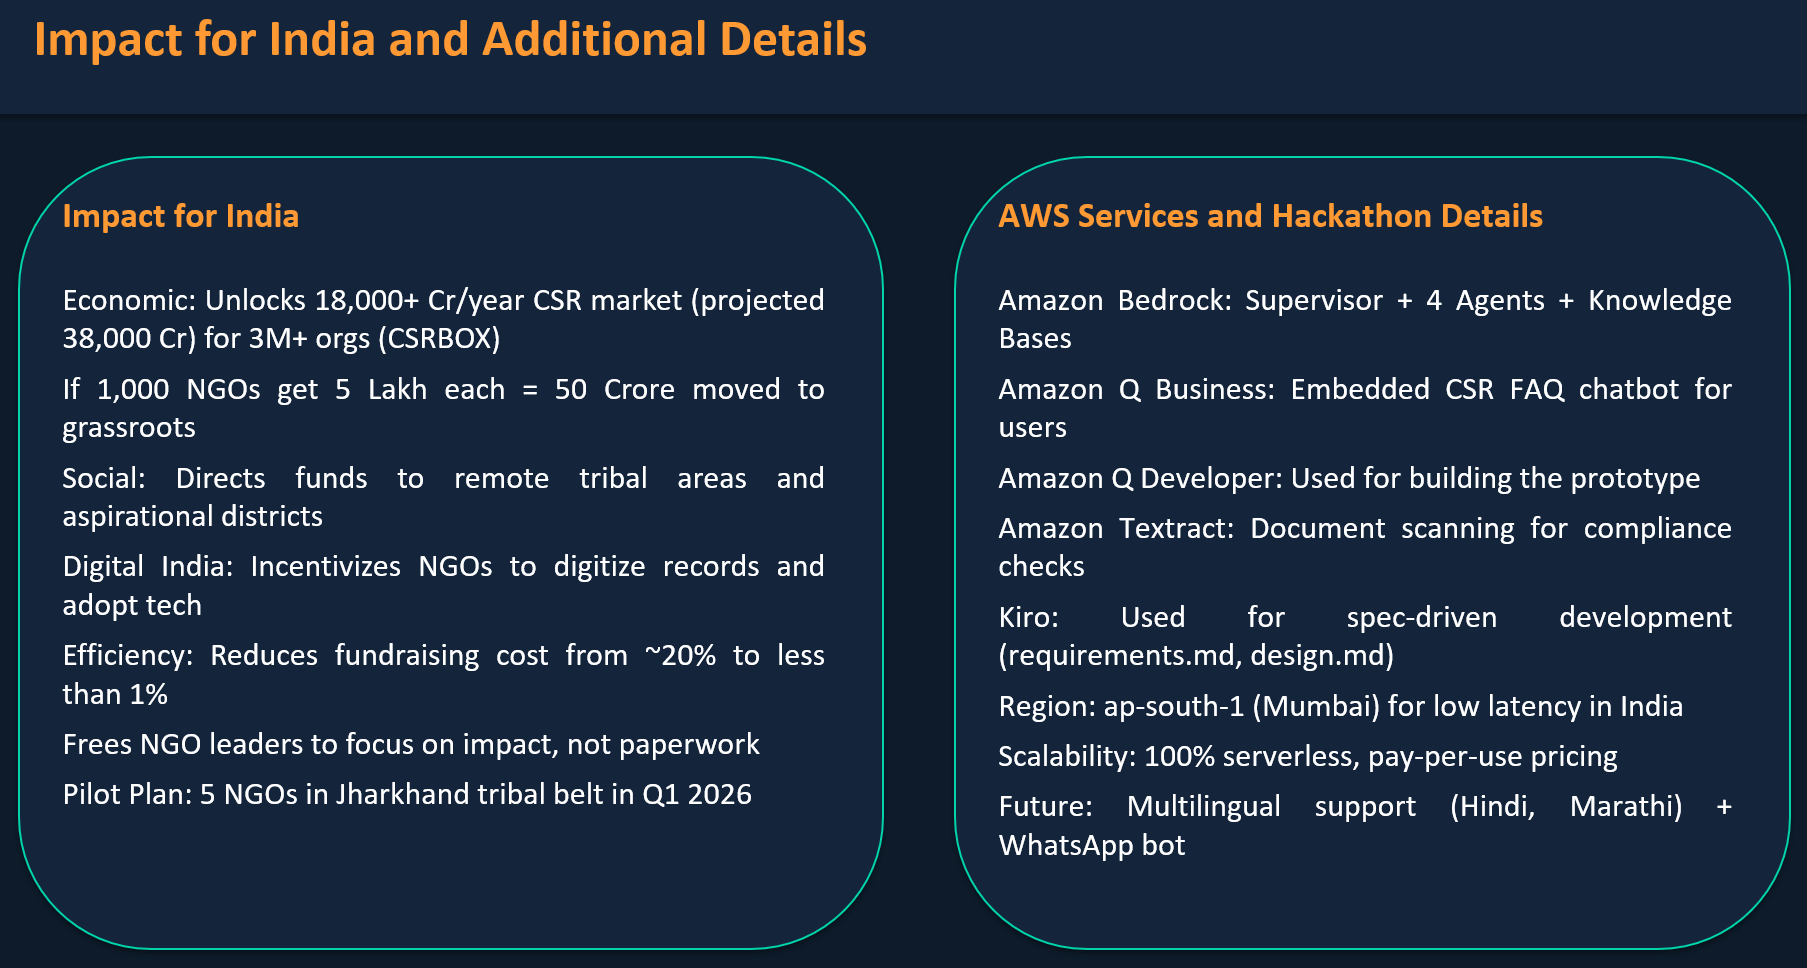 Impact for India and Additional Details
Impact for India
Economic: Unlocks 18,000+ Cr/year CSR market (projected
38,000 Cr) for 3M+ orgs (CSRBOX)
If 1,000 NGOs get 5 Lakh each = 50 Crore moved to
grassroots
Social: Directs funds to remote tribal areas and
aspirational districts
Digital India: Incentivizes NGOs to digitize records and
adopt tech
Efficiency: Reduces fundraising cost from ~20% to less
than 1%
Frees NGO leaders to focus on impact, not paperwork
Pilot Plan: 5 NGOs in Jharkhand tribal belt in Q1 2026
AWS Services and Hackathon Details
Amazon Bedrock: Supervisor + 4 Agents + Knowledge
Bases
Amazon Q Business: Embedded CSR FAQ chatbot for
users
Amazon Q Developer: Used for building the prototype
Amazon Textract: Document scanning for compliance
checks
Kiro: Used for spec-driven development
(requirements.md, design.md)
Region: ap-south-1 (Mumbai) for low latency in India
Scalability: 100% serverless, pay-per-use pricing
Future: Multilingual support (Hindi, Marathi) +
WhatsApp bot